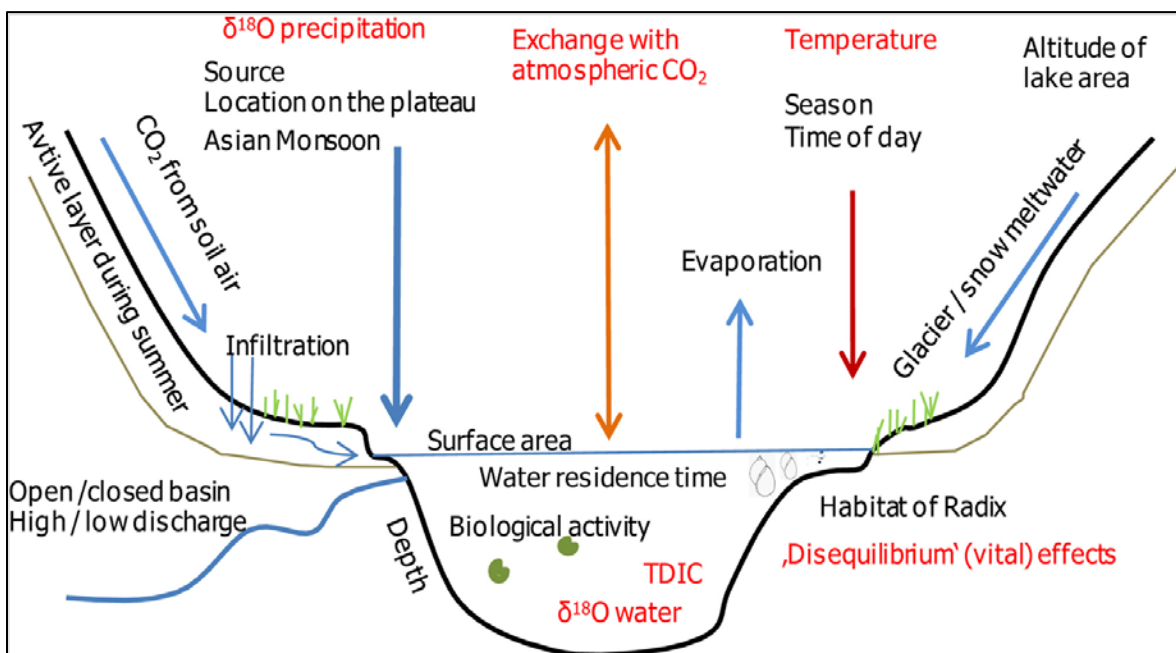 δ¹⁸O precipitation
Source
Location on the plateau
Asian Monsoon
Exchange with
atmospheric CO₂
Temperature
Season
Time of day
Altitude of
lake area
CO₂ from soil air
Avtive layer during summer
Infiltration
Evaporation
Glacier / snow meltwater
Surface area
Water residence time
Open /closed basin
High / low discharge
Depth
Biological activity
TDIC
δ¹⁸O water
Habitat of Radix
‚Disequilibrium‘ (vital) effects